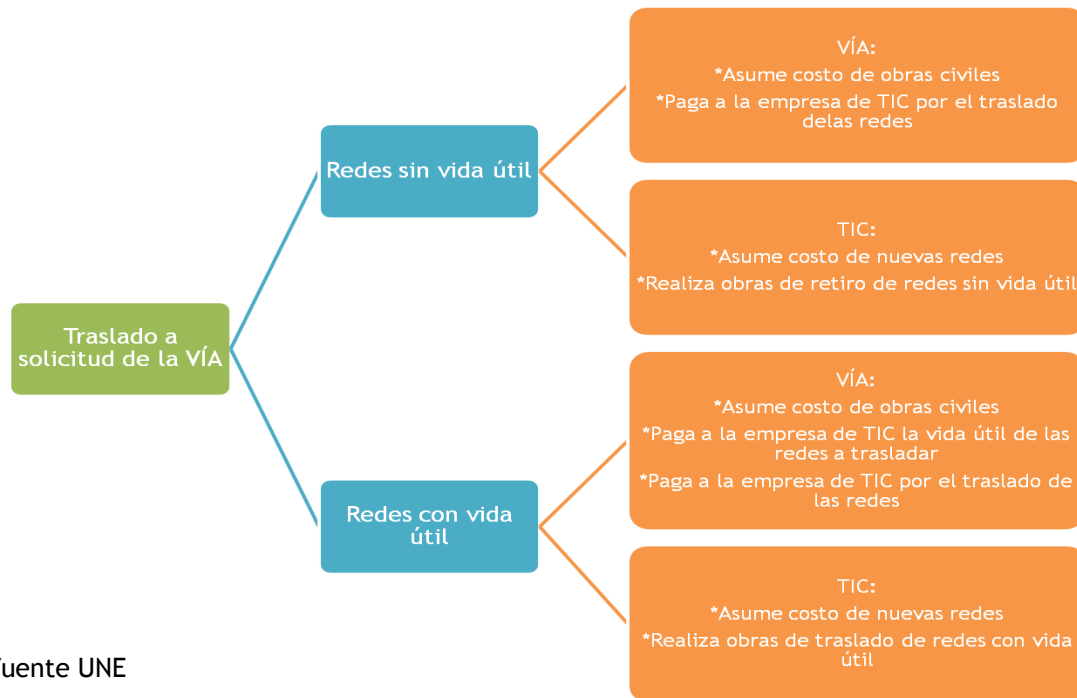 Traslado a
solicitud de la VÍA
Redes sin vida útil
VÍA:
*Asume costo de obras civiles
*Paga a la empresa de TIC por el traslado
delas redes
TIC:
*Asume costo de nuevas redes
*Realiza obras de retiro de redes sin vida útil
Redes con vida
útil
VÍA:
*Asume costo de obras civiles
*Paga a la empresa de TIC la vida útil de las
redes a trasladar
*Paga a la empresa de TIC por el traslado de
las redes
TIC:
*Asume costo de nuevas redes
*Realiza obras de traslado de redes con vida
útil
uente UNE